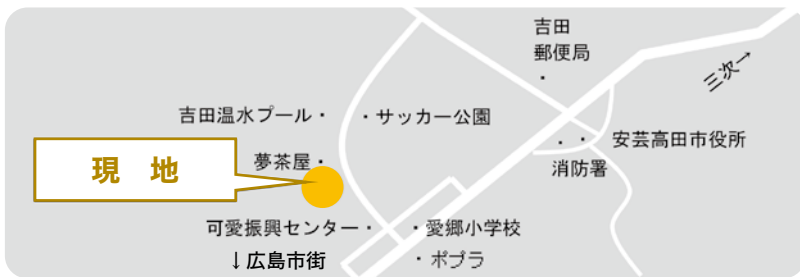 吉田
郵便局
三次→
吉田温水プール・
・サッカー公園
安芸高田市役所
消防署
夢茶屋・
現 地
可愛振興センター・
・愛郷小学校
↓広島市街
・ポプラ